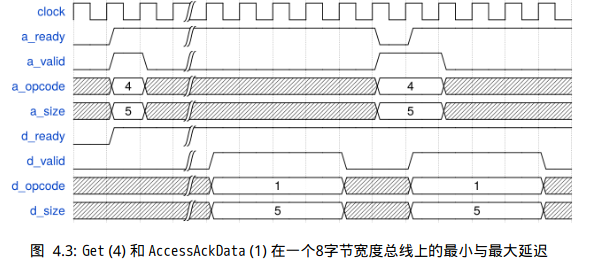 clock
a_ready
a_valid
a_opcode 4 4
a_size 5 5
d_ready
d_valid
d_opcode 1 1
d_size 5 5
图 4.3: Get (4) 和 AccessAckData (1) 在一个8字节宽度总线上的最小与最大延迟